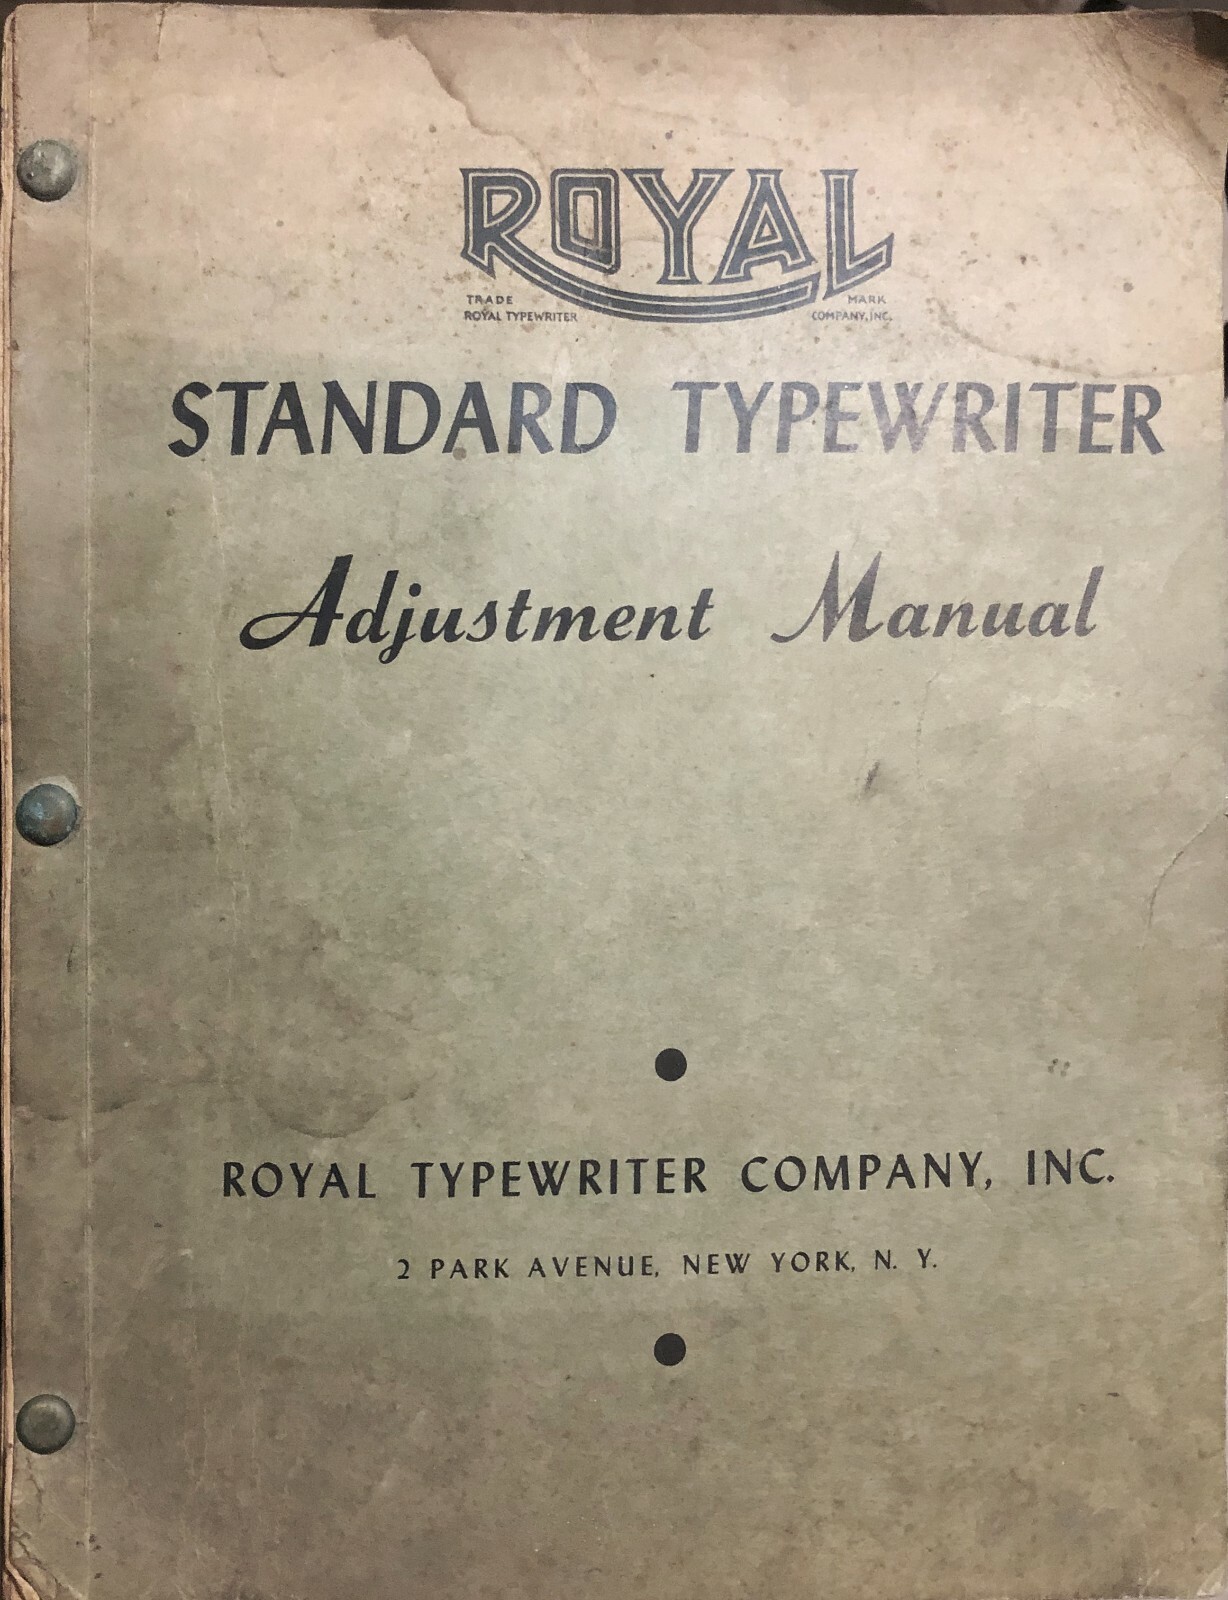 ROYAL
TRADE MARK
ROYAL TYPEWRITER COMPANY, INC.
STANDARD TYPEWRITER
Adjustment Manual
ROYAL TYPEWRITER COMPANY, INC.
2 PARK AVENUE, NEW YORK, N. Y.